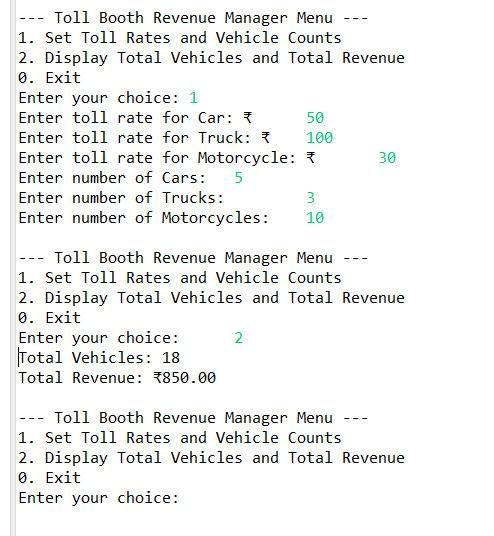 --- Toll Booth Revenue Manager Menu ---
1. Set Toll Rates and Vehicle Counts
2. Display Total Vehicles and Total Revenue
0. Exit
Enter your choice: 1
Enter toll rate for Car: ₹ 50
Enter toll rate for Truck: ₹ 100
Enter toll rate for Motorcycle: ₹ 30
Enter number of Cars: 5
Enter number of Trucks: 3
Enter number of Motorcycles: 10
--- Toll Booth Revenue Manager Menu ---
1. Set Toll Rates and Vehicle Counts
2. Display Total Vehicles and Total Revenue
0. Exit
Enter your choice: 2
Total Vehicles: 18
Total Revenue: ₹850.00
--- Toll Booth Revenue Manager Menu ---
1. Set Toll Rates and Vehicle Counts
2. Display Total Vehicles and Total Revenue
0. Exit
Enter your choice: